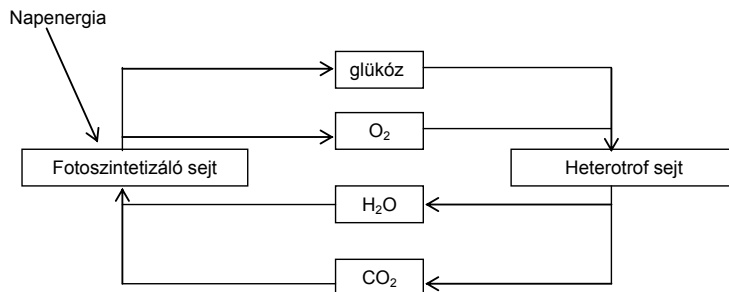 Napenergia
glükóz
O₂
Fotoszintetizáló sejt
Heterotrof sejt
H₂O
CO₂